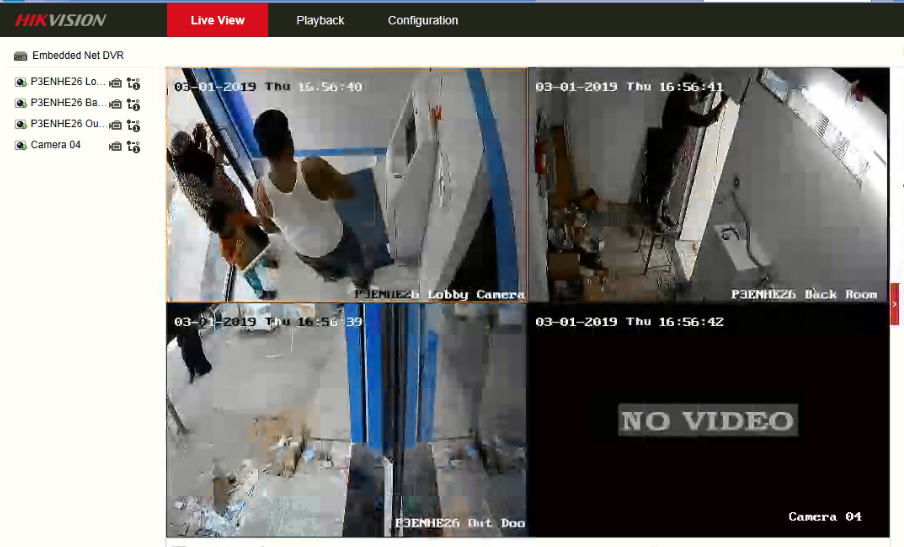 HIKVISION
Live View
Playback
Configuration
Embedded Net DVR
P3ENHE26 Lo...
P3ENHE26 Ba...
P3ENHE26 Ou...
Camera 04
03-01-2019 Thu 16:56:40
P3ENHE26 Lobby Camera
03-01-2019 Thu 16:56:41
P3ENHE26 Back Room
03-01-2019 Thu 16:56:39
P3ENHE26 Out Doo
03-01-2019 Thu 16:56:42
NO VIDEO
Camera 04